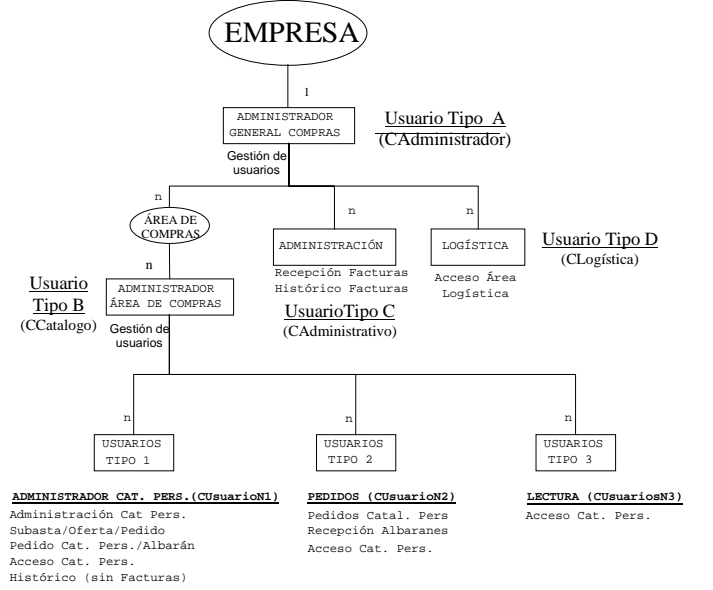 EMPRESA
1
ADMINISTRADOR
GENERAL COMPRAS
Usuario Tipo A
(CAdministrador)
Gestión de
usuarios
n
n
n
ÁREA DE
COMPRAS
ADMINISTRACIÓN
LOGÍSTICA
Usuario Tipo D
(CLogística)
Recepción Facturas
Histórico Facturas
Acceso Área
Logística
n
Usuario
Tipo B
(CCatalogo)
ADMINISTRADOR
ÁREA DE COMPRAS
UsuarioTipo C
(CAdministrativo)
Gestión de
usuarios
n
n
n
USUARIOS
TIPO 1
USUARIOS
TIPO 2
USUARIOS
TIPO 3
ADMINISTRADOR CAT. PERS.(CUsuarioN1)
Administración Cat Pers.
Subasta/Oferta/Pedido
Pedido Cat. Pers./Albarán
Acceso Cat. Pers.
Histórico (sin Facturas)
PEDIDOS (CUsuarioN2)
Pedidos Catal. Pers
Recepción Albaranes
Acceso Cat. Pers.
LECTURA (CUsuariosN3)
Acceso Cat. Pers.